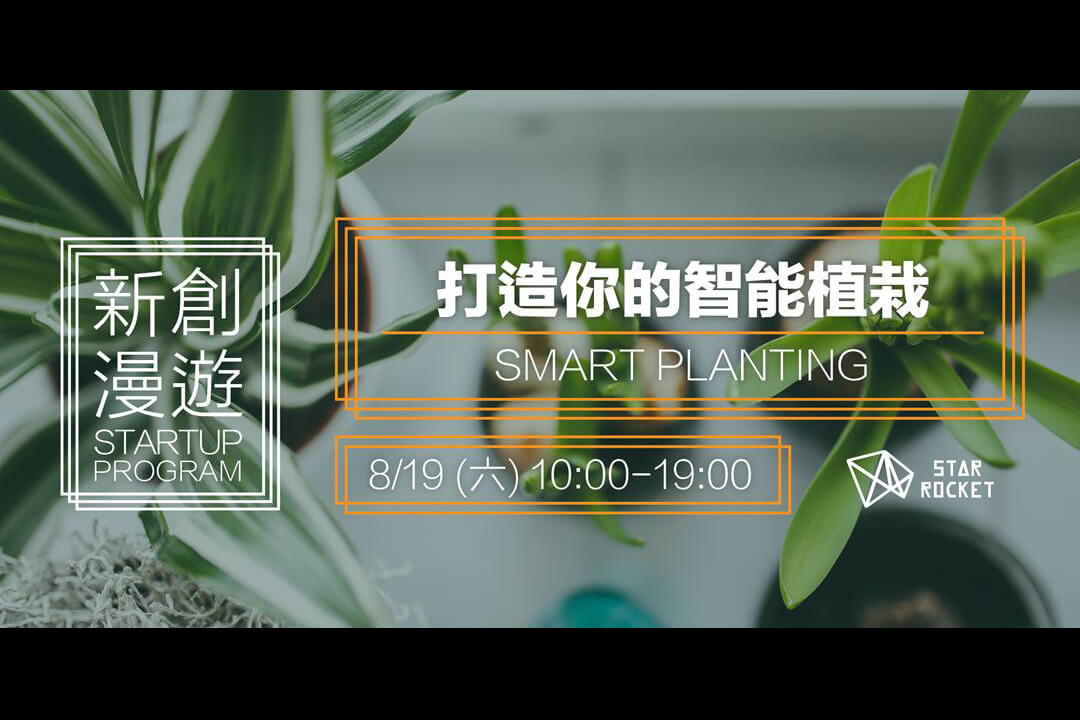 新創
漫遊
STARTUP
PROGRAM
打造你的智能植栽
SMART PLANTING
8/19 (六) 10:00-19:00
STAR
ROCKET